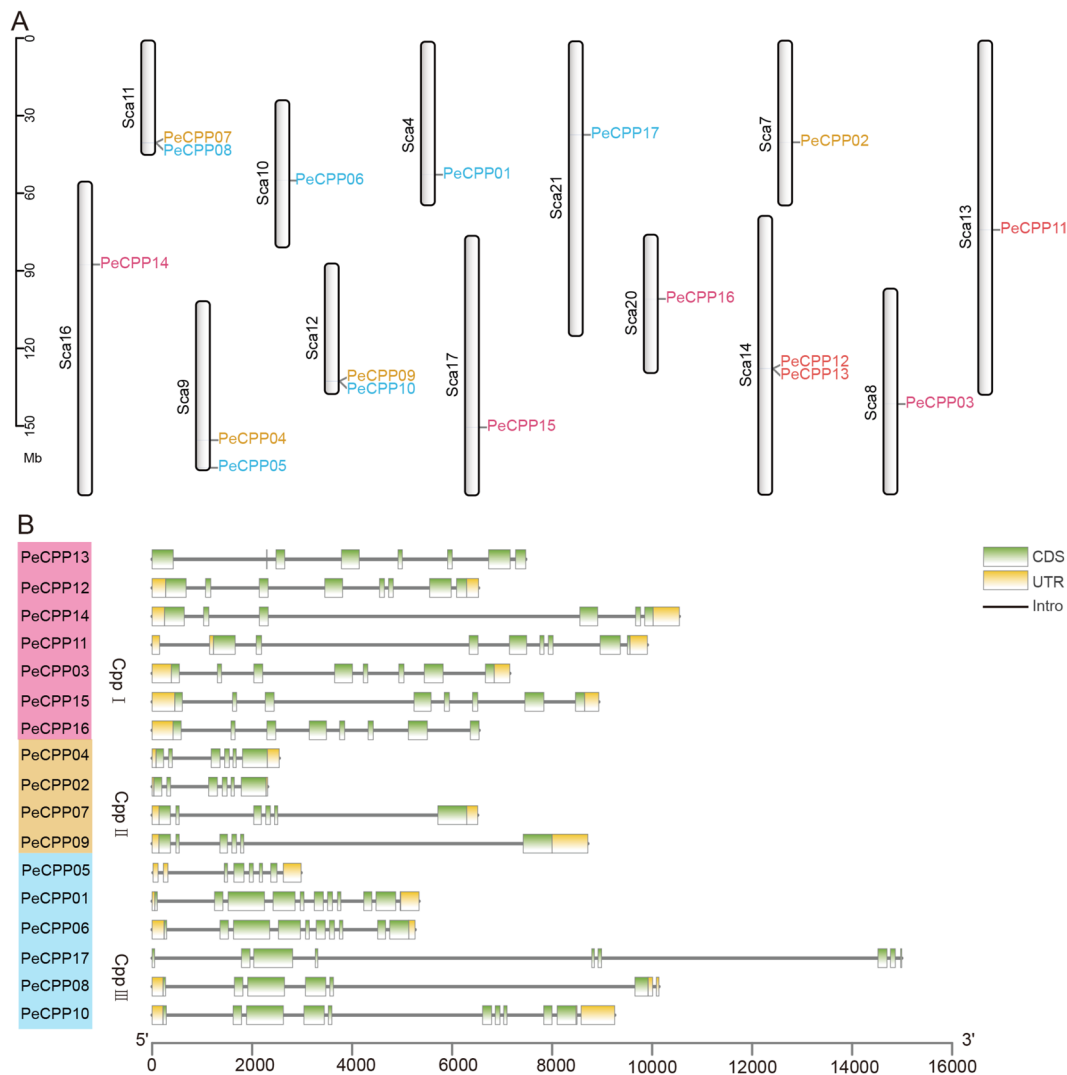 A
0
30
60
90
120
150
Mb
Sca11
PeCPP07
PeCPP08
Sca10
PeCPP06
Sca4
PeCPP01
Sca21
PeCPP17
Sca7
PeCPP02
Sca13
PeCPP11
Sca16
PeCPP14
Sca9
PeCPP04
PeCPP05
Sca12
PeCPP09
PeCPP10
Sca17
PeCPP15
Sca20
PeCPP16
Sca14
PeCPP12
PeCPP13
Sca8
PeCPP03
B
PeCPP13
PeCPP12
PeCPP14
PeCPP11
PeCPP03
PeCPP15
PeCPP16
PeCPP04
PeCPP02
PeCPP07
PeCPP09
PeCPP05
PeCPP01
PeCPP06
PeCPP17
PeCPP08
PeCPP10
Cpp Ⅰ
Cpp Ⅱ
Cpp Ⅲ
CDS
UTR
Intro
5' 3'
0 2000 4000 6000 8000 10000 12000 14000 16000